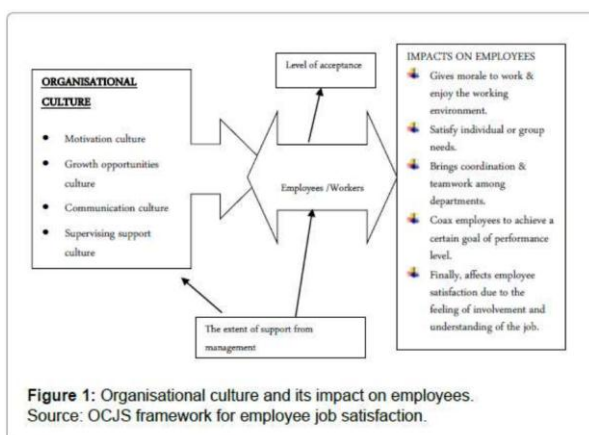 ORGANISATIONAL
CULTURE
• Motivation culture
• Growth opportunities
culture
• Communication culture
• Supervising support
culture
Level of acceptance
Employees /Workers
The extent of support from
management
IMPACTS ON EMPLOYEES
Gives morale to work &
enjoy the working
environment.
Satisfy individual or group
needs.
Brings coordination &
teamwork among
departments.
Coax employees to achieve a
certain goal of performance
level.
Finally, affects employee
satisfaction due to the
feeling of involvement and
understanding of the job.
Figure 1: Organisational culture and its impact on employees.
Source: OCJS framework for employee job satisfaction.